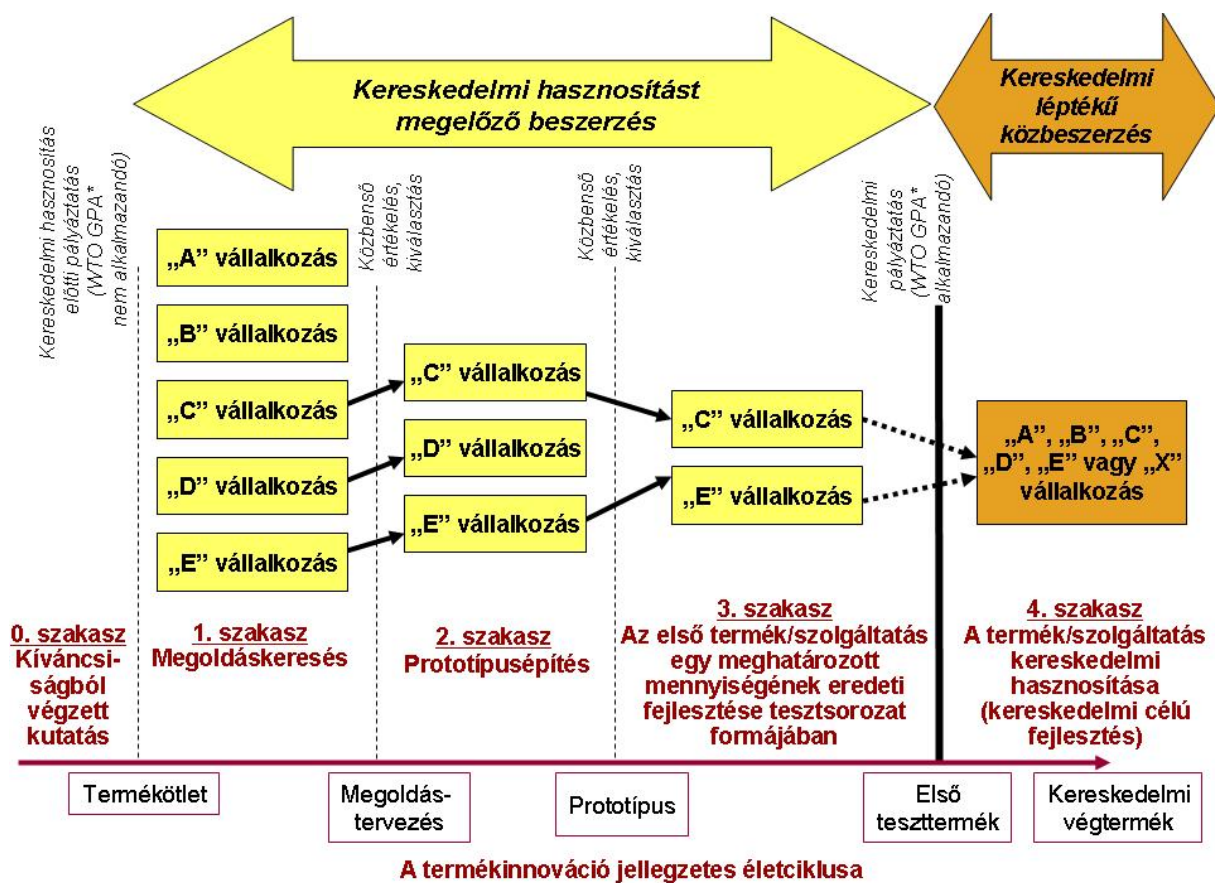 Kereskedelmi hasznosítást
megelőző beszerzés
Kereskedelmi
léptékű
közbeszerzés
Kereskedelmi hasznosítás
előtti pályáztatás
(WTO GPA*
nem alkalmazandó)
Közbenső
értékelés,
kiválasztás
Közbenső
értékelés,
kiválasztás
Kereskedelmi
pályáztatás
(WTO GPA*
alkalmazandó)
„A” vállalkozás
„B” vállalkozás
„C” vállalkozás
„D” vállalkozás
„E” vállalkozás
„C” vállalkozás
„D” vállalkozás
„E” vállalkozás
„C” vállalkozás
„E” vállalkozás
„A”, „B”, „C”,
„D”, „E” vagy „X”
vállalkozás
0. szakasz
Kíváncsi-
ságból
végzett
kutatás
1. szakasz
Megoldáskeresés
2. szakasz
Prototípusépítés
3. szakasz
Az első termék/szolgáltatás
egy meghatározott
mennyiségének eredeti
fejlesztése tesztsorozat
formájában
4. szakasz
A termék/szolgáltatás
kereskedelmi
hasznosítása
(kereskedelmi célú
fejlesztés)
Termékötlet
Megoldás-
tervezés
Prototípus
Első
teszttermék
Kereskedelmi
végtermék
A termékinnováció jellegzetes életciklusa